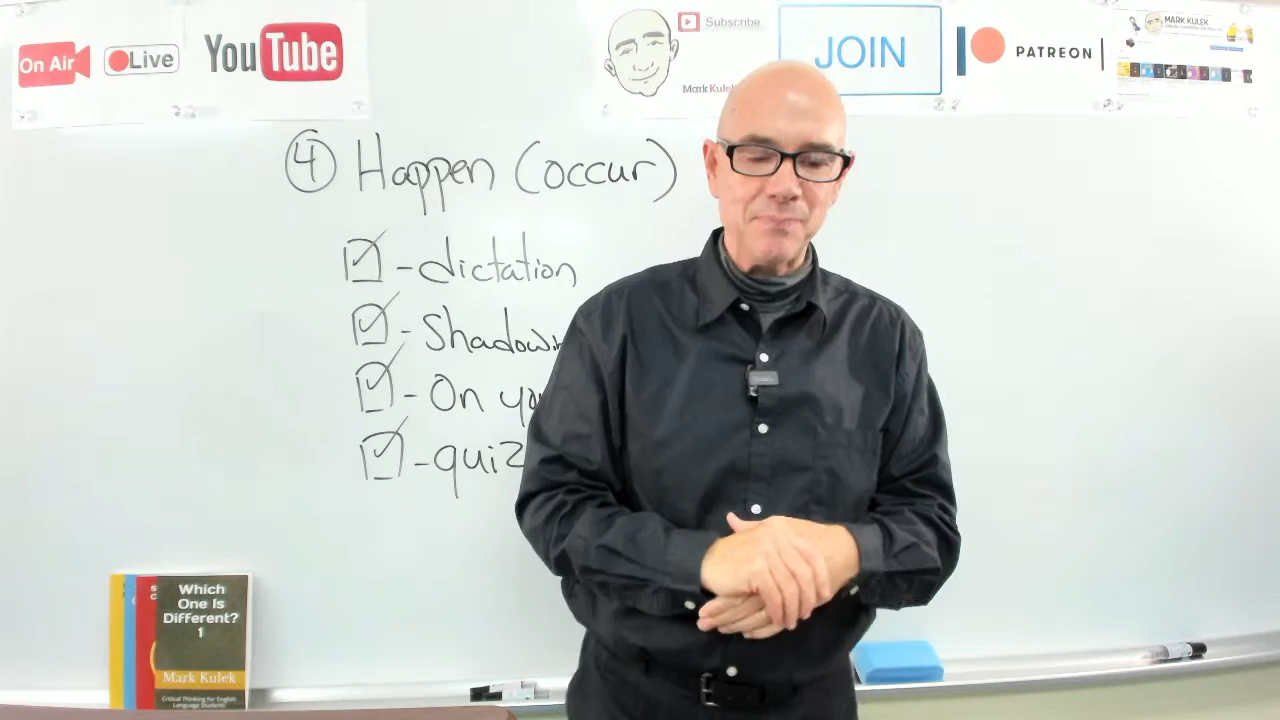 On Air
Live
YouTube
Subscribe
Mark Kulek
JOIN
PATREON
MARK KULEK
4 Happen (occur)
- dictation
- Shadowin
- On yo
- quiz
Which
One Is
Different?
1
Mark Kulek
Critical Thinking for English
Language Students